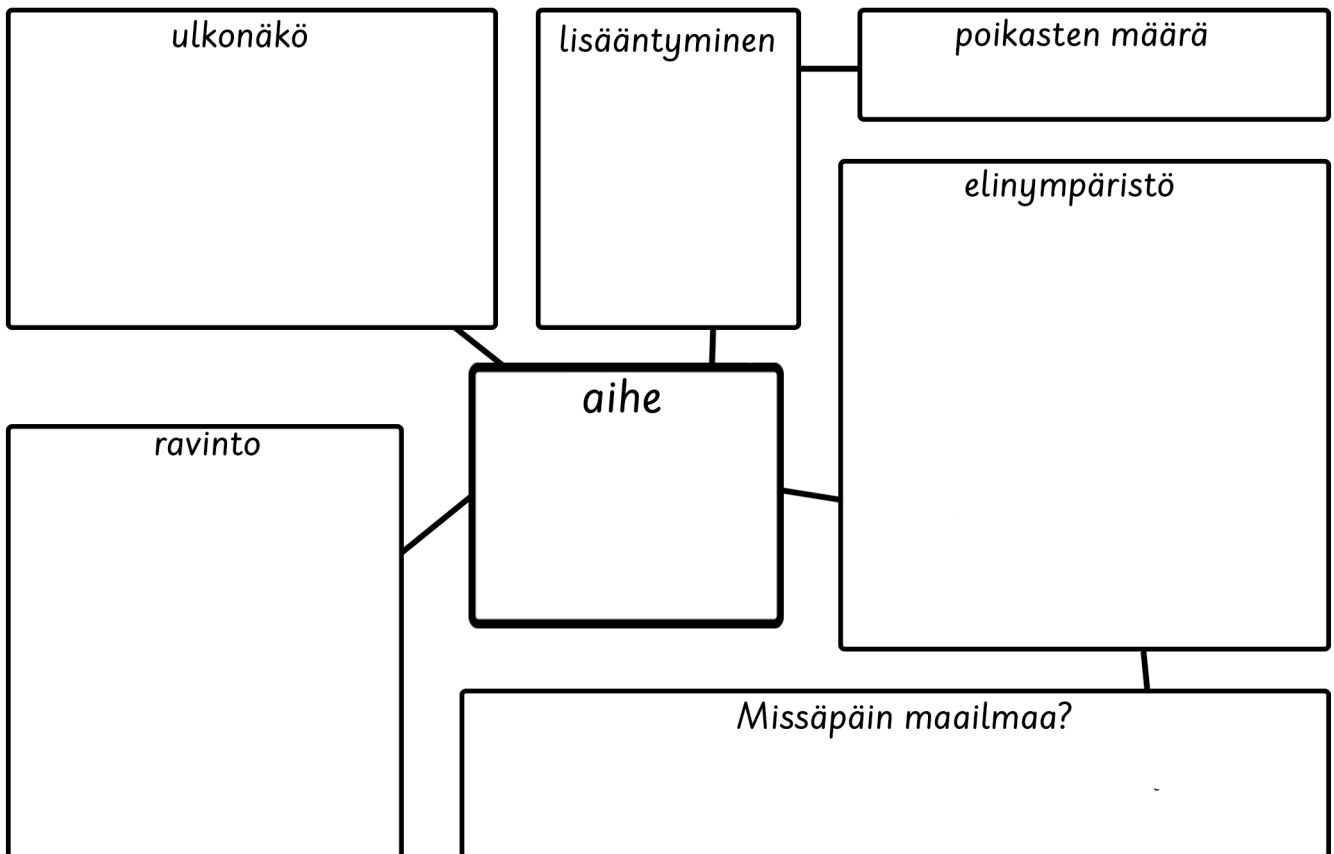 ulkonäkö
lisääntyminen
poikasten määrä
elinympäristö
aihe
ravinto
Missäpäin maailmaa?